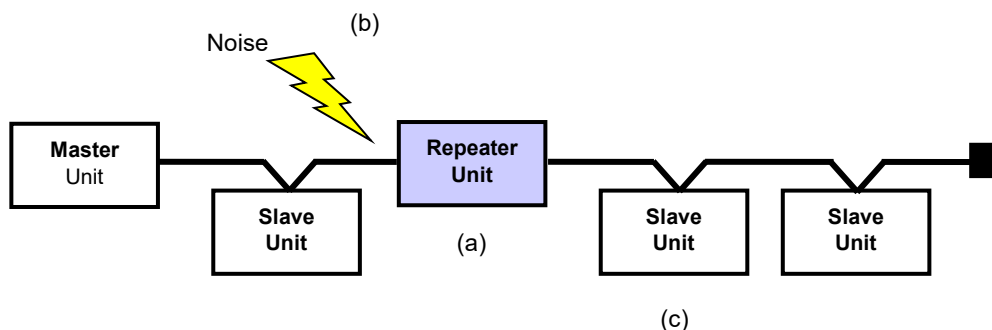 (b)
Noise
Master
Unit
Repeater
Unit
Slave
Unit
(a)
Slave
Unit
Slave
Unit
(c)